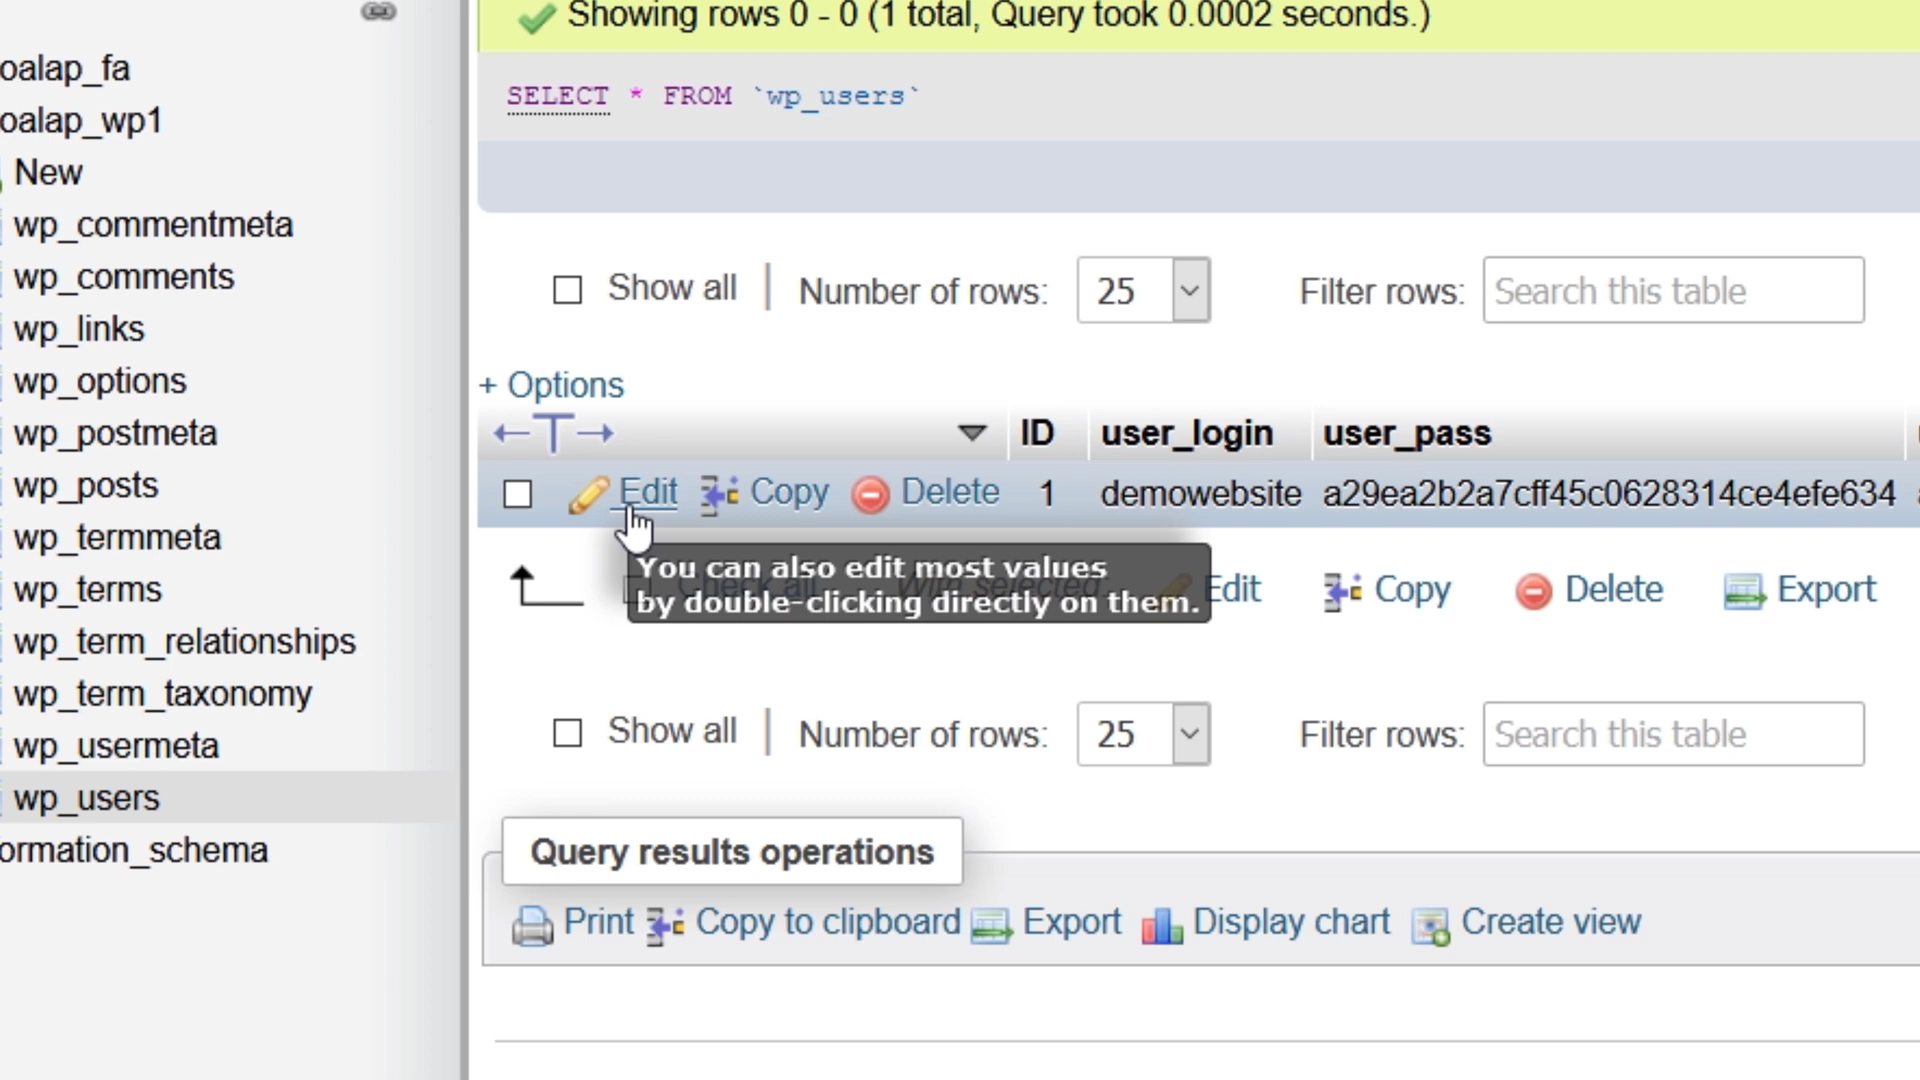 Showing rows 0 - 0 (1 total, Query took 0.0002 seconds.)
SELECT * FROM `wp_users`
oalap_fa
oalap_wp1
New
wp_commentmeta
wp_comments
wp_links
wp_options
wp_postmeta
wp_posts
wp_termmeta
wp_terms
wp_term_relationships
wp_term_taxonomy
wp_usermeta
wp_users
ormation_schema
Show all | Number of rows: 25 Filter rows: Search this table
+ Options
ID user_login user_pass
Edit Copy Delete 1 demowebsite a29ea2b2a7cff45c0628314ce4efe634
You can also edit most values
by double-clicking directly on them.
Check all With selected: Edit Copy Delete Export
Show all | Number of rows: 25 Filter rows: Search this table
Query results operations
Print Copy to clipboard Export Display chart Create view